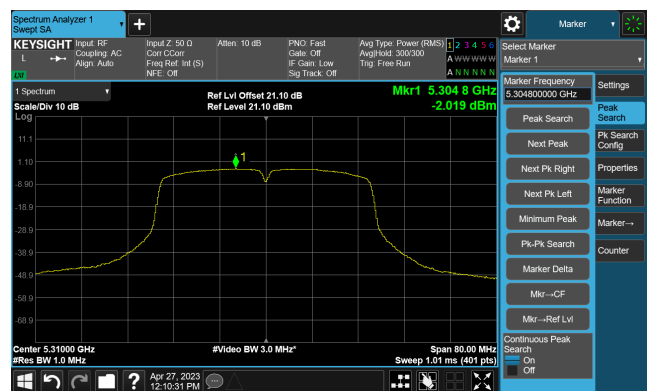 Spectrum Analyzer 1
Swept SA
+
Marker
KEYSIGHT
L
LXI
Input: RF
Coupling: AC
Align: Auto
Input Z: 50 Ω
Corr CCorr
Freq Ref: Int (S)
NFE: Off
Atten: 10 dB
PNO: Fast
Gate: Off
IF Gain: Low
Sig Track: Off
Avg Type: Power (RMS)
Avg|Hold: 300/300
Trig: Free Run
1 2 3 4 5 6
A W W W W W
A N N N N N
Select Marker
Marker 1
1 Spectrum
Scale/Div 10 dB
Log
Ref Lvl Offset 21.10 dB
Ref Level 21.10 dBm
Mkr1 5.304 8 GHz
-2.019 dBm
11.1
1.10
-8.90
-18.9
-28.9
-38.9
-48.9
-58.9
-68.9
1
Center 5.31000 GHz
#Res BW 1.0 MHz
#Video BW 3.0 MHz*
Span 80.00 MHz
Sweep 1.01 ms (401 pts)
Marker Frequency
5.304800000 GHz
Peak Search
Next Peak
Next Pk Right
Next Pk Left
Minimum Peak
Pk-Pk Search
Marker Delta
Mkr→CF
Mkr→Ref Lvl
Continuous Peak
Search
On
Off
Settings
Peak
Search
Pk Search
Config
Properties
Marker
Function
Marker→
Counter
?
Apr 27, 2023
12:10:31 PM